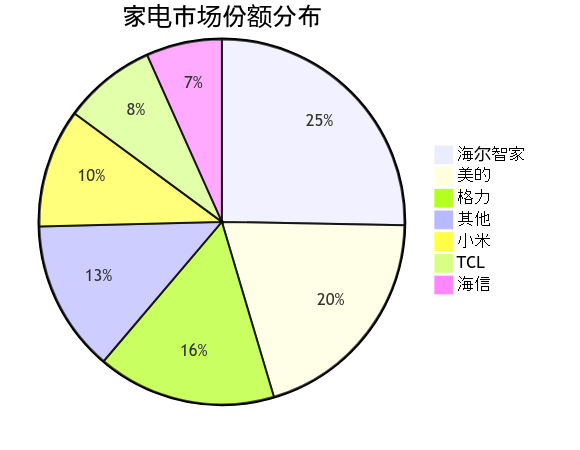 家电市场份额分布
7%
8%
25%
10%
13%
20%
16%
海尔智家
美的
格力
其他
小米
TCL
海信